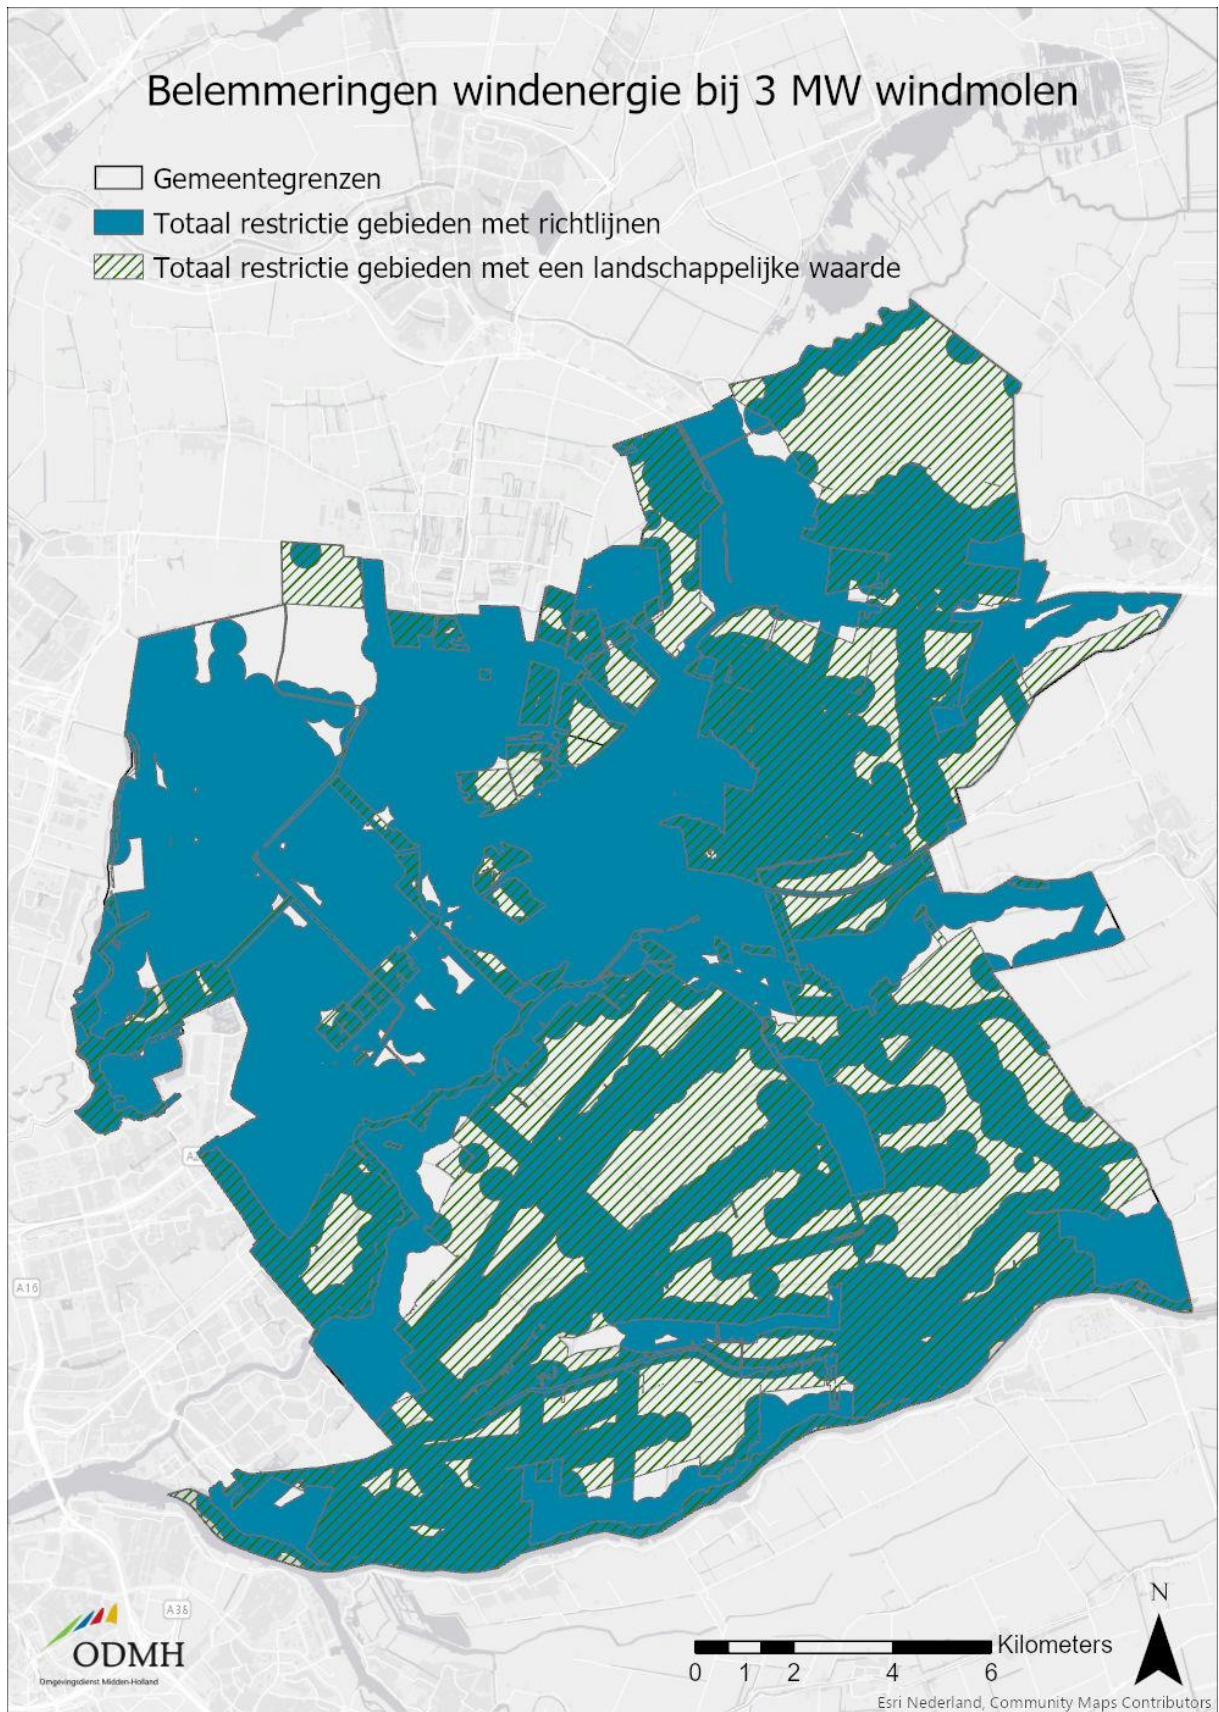 Belemmeringen windenergie bij 3 MW windmolen
Gemeentegrenzen
Totaal restrictie gebieden met richtlijnen
Totaal restrictie gebieden met een landschappelijke waarde
A16
A38
ODMH
Omgevingsdienst Midden-Holland
N
Kilometers
0 1 2 4 6
Esri Nederland, Community Maps Contributors